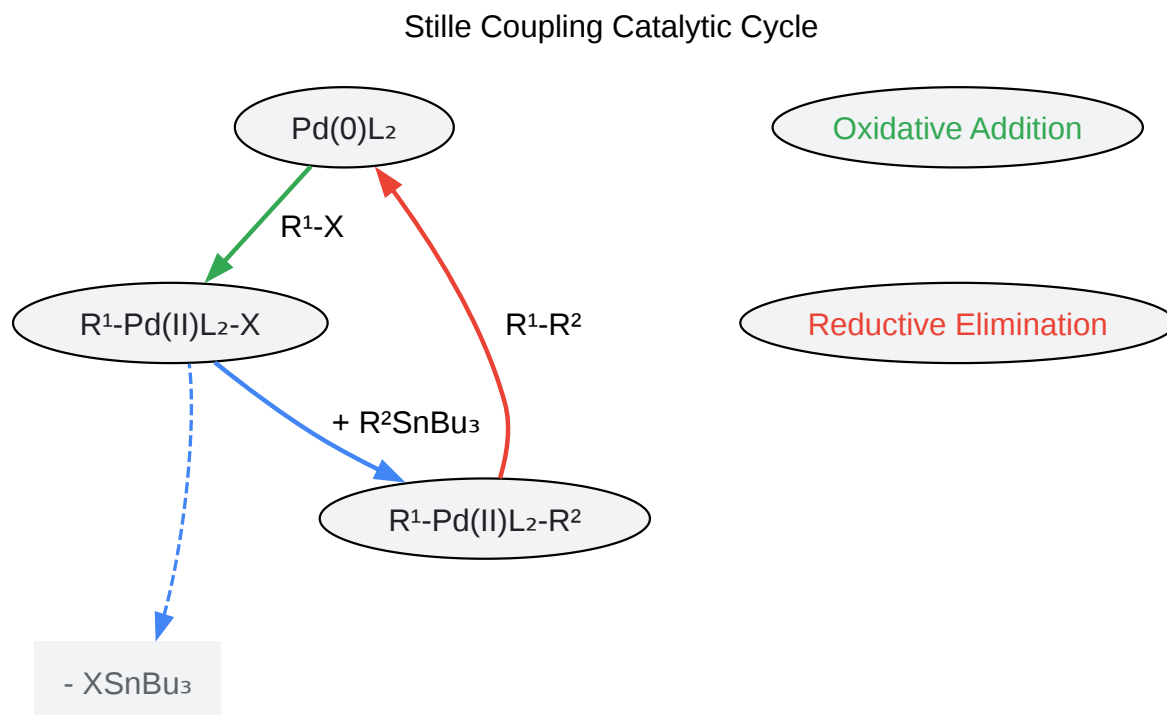 Stille Coupling Catalytic Cycle
Pd(0)L₂
Oxidative Addition
R¹-X
R¹-Pd(II)L₂-X
R¹-R²
Reductive Elimination
+ R²SnBu₃
R¹-Pd(II)L₂-R²
- XSnBu₃